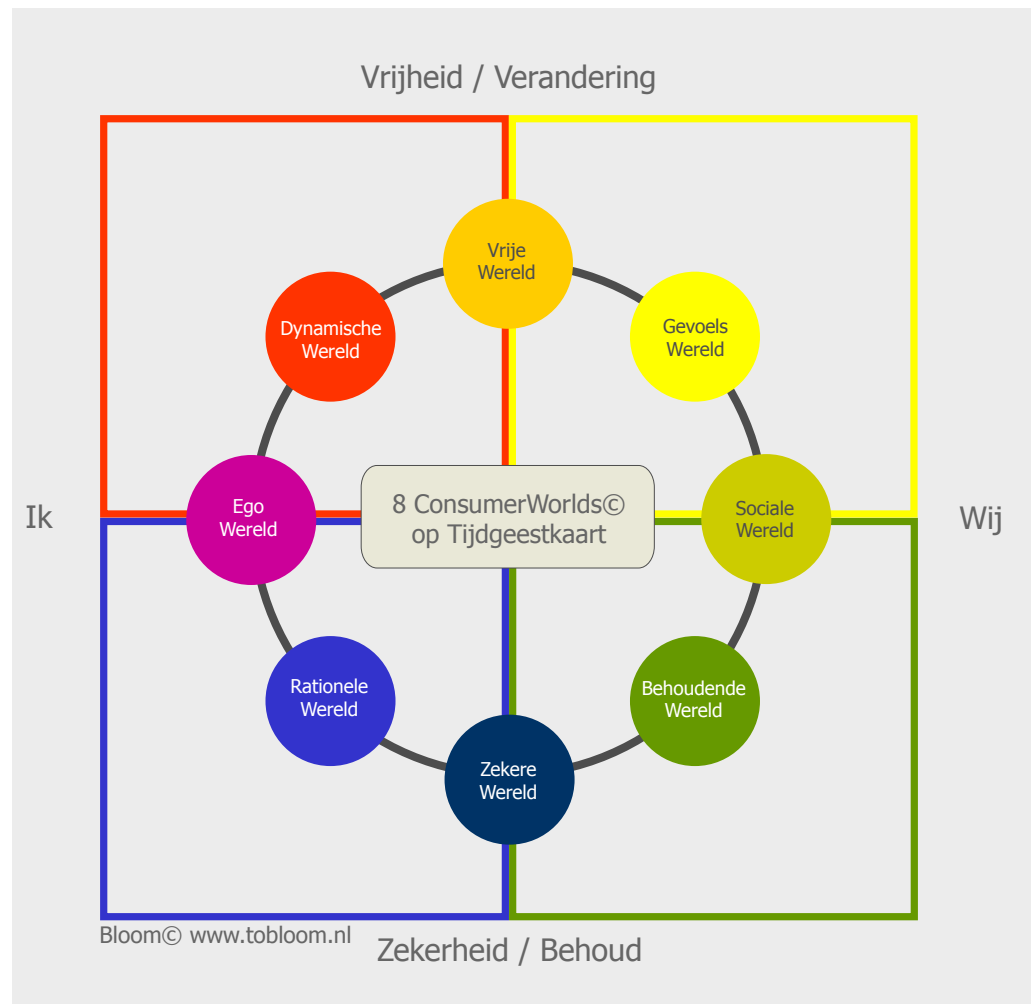 Vrijheid / Verandering
Vrije
Wereld
Dynamische
Wereld
Gevoels
Wereld
Ik
Ego
Wereld
8 ConsumerWorlds©
op Tijdgeestkaart
Sociale
Wereld
Wij
Rationele
Wereld
Behoudende
Wereld
Zekere
Wereld
Bloom© www.tobloom.nl
Zekerheid / Behoud